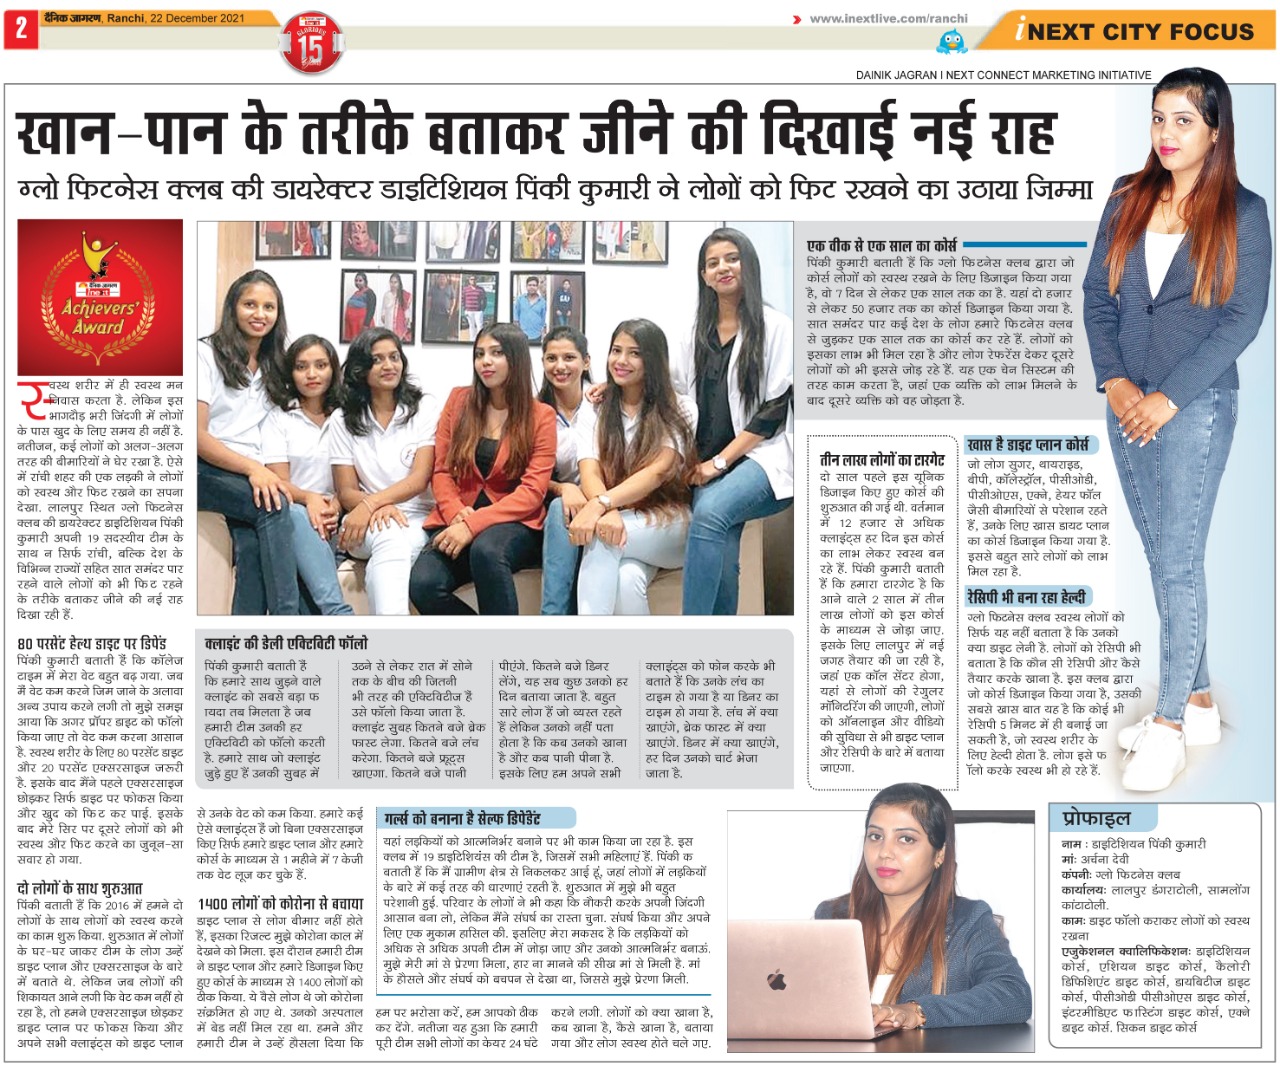 2
दैनिक जागरण, Ranchi, 22 December 2021
GLORIOUS
15
www.inextlive.com/ranchi
i NEXT CITY FOCUS
DAINIK JAGRAN I NEXT CONNECT MARKETING INITIATIVE
खान-पान के तरीके बताकर जीने की दिखाई नई राह
ग्लो फिटनेस क्लब की डायरेक्टर डाइटिशियन पिंकी कुमारी ने लोगों को फिट रखने का उठाया जिम्मा
दैनिक जागरण
inext
Achievers'
Award
स्वस्थ शरीर में ही स्वस्थ मन
निवास करता है. लेकिन इस
भागदौड़ भरी जिंदगी में लोगों
के पास खुद के लिए समय ही नहीं है.
नतीजन, कई लोगों को अलग-अलग
तरह की बीमारियों ने घेर रखा है. ऐसे
में रांची शहर की एक लड़की ने लोगों
को स्वस्थ और फिट रखने का सपना
देखा. लालपुर स्थित ग्लो फिटनेस
क्लब की डायरेक्टर डाइटिशियन पिंकी
कुमारी अपनी 19 सदस्यीय टीम के
साथ न सिर्फ रांची, बल्कि देश के
विभिन्न राज्यों सहित सात समंदर पार
रहने वाले लोगों को भी फिट रहने
के तरीके बताकर जीने की नई राह
दिखा रही हैं.
80 परसेंट हेल्थ डाइट पर डिपेंड
पिंकी कुमारी बताती हैं कि कॉलेज
टाइम में मेरा वेट बहुत बढ़ गया. जब
मैं वेट कम करने जिम जाने के अलावा
अन्य उपाय करने लगी तो मुझे समझ
आया कि अगर प्रॉपर डाइट को फॉलो
किया जाए तो वेट कम करना आसान
है. स्वस्थ शरीर के लिए 80 परसेंट डाइट
और 20 परसेंट एक्सरसाइज जरूरी
है. इसके बाद मैंने पहले एक्सरसाइज
छोड़कर सिर्फ डाइट पर फोकस किया
और खुद को फिट कर पाई. इसके
बाद मेरे सिर पर दूसरे लोगों को भी
स्वस्थ और फिट करने का जुनून-सा
सवार हो गया.
दो लोगों के साथ शुरुआत
पिंकी बताती हैं कि 2016 में हमने दो
लोगों के साथ लोगों को स्वस्थ करने
का काम शुरू किया. शुरुआत में लोगों
के घर-घर जाकर टीम के लोग उन्हें
डाइट प्लान और एक्सरसाइज के बारे
में बताते थे. लेकिन जब लोगों की
शिकायत आने लगी कि वेट कम नहीं हो
रहा है, तो हमने एक्सरसाइज छोड़कर
डाइट प्लान पर फोकस किया और
अपने सभी क्लाइंट्स को डाइट प्लान
से उनके वेट को कम किया. हमारे कई
ऐसे क्लाइंट्स हैं जो बिना एक्सरसाइज
किए सिर्फ हमारे डाइट प्लान और हमारे
कोर्स के माध्यम से 1 महीने में 7 केजी
तक वेट लूज कर चुके हैं.
1400 लोगों को कोरोना से बचाया
डाइट प्लान से लोग बीमार नहीं होते
हैं, इसका रिजल्ट मुझे कोरोना काल में
देखने को मिला. इस दौरान हमारी टीम
ने डाइट प्लान और हमारे डिजाइन किए
हुए कोर्स के माध्यम से 1400 लोगों को
ठीक किया. ये वैसे लोग थे जो कोरोना
संक्रमित हो गए थे. उनको अस्पताल
में बेड नहीं मिल रहा था. हमने और
हमारी टीम ने उन्हें हौसला दिया कि
हम पर भरोसा करें, हम आपको ठीक
कर देंगे. नतीजा यह हुआ कि हमारी
पूरी टीम सभी लोगों का केयर 24 घंटे
करने लगी. लोगों को क्या खाना है,
कब खाना है, कैसे खाना है, बताया
गया और लोग स्वस्थ होते चले गए.
क्लाइंट की डेली एक्टिविटी फॉलो
पिंकी कुमारी बताती हैं
कि हमारे साथ जुड़ने वाले
क्लाइंट को सबसे बड़ा फ
ायदा तब मिलता है जब
हमारी टीम उनकी हर
एक्टिविटी को फॉलो करती
है. हमारे साथ जो क्लाइंट
जुड़े हुए हैं उनकी सुबह में
उठने से लेकर रात में सोने
तक के बीच की जितनी
भी तरह की एक्टिविटीज हैं
उसे फॉलो किया जाता है.
क्लाइंट सुबह कितने बजे ब्रेक
फास्ट लेगा. कितने बजे लंच
करेगा. कितने बजे फ्रूट्स
खाएगा. कितने बजे पानी
पीएंगे. कितने बजे डिनर
लेंगे, यह सब कुछ उनको हर
दिन बताया जाता है. बहुत
सारे लोग हैं जो व्यस्त रहते
हैं लेकिन उनको नहीं पता
होता है कि कब उनको खाना
है और कब पानी पीना है.
इसके लिए हम अपने सभी
क्लाइंट्स को फोन करके भी
बताते हैं कि उनके लंच का
टाइम हो गया है या डिनर का
टाइम हो गया है. लंच में क्या
खाएंगे, ब्रेक फास्ट में क्या
खाएंगे. डिनर में क्या खाएंगे,
हर दिन उनको चार्ट भेजा
जाता है.
गर्ल्स को बनाना है सेल्फ डिपेंडेंट
यहां लड़कियों को आत्मनिर्भर बनाने पर भी काम किया जा रहा है. इस
क्लब में 19 डाइटिशियंस की टीम है, जिसमें सभी महिलाएं हैं. पिंकी क
बताती हैं कि मैं ग्रामीण क्षेत्र से निकलकर आई हूं, जहां लोगों में लड़कियों
के बारे में कई तरह की धारणाएं रहती है. शुरुआत में मुझे भी बहुत
परेशानी हुई. परिवार के लोगों ने भी कहा कि नौकरी करके अपनी जिंदगी
आसान बना लो, लेकिन मैंने संघर्ष का रास्ता चुना. संघर्ष किया और अपने
लिए एक मुकाम हासिल की. इसलिए मेरा मकसद है कि लड़कियों को
अधिक से अधिक अपनी टीम में जोड़ा जाए और उनको आत्मनिर्भर बनाऊं.
मुझे मेरी मां से प्रेरणा मिला, हार ना मानने की सीख मां से मिली है. मां
के हौसले और संघर्ष को बचपन से देखा था, जिससे मुझे प्रेरणा मिली.
एक वीक से एक साल का कोर्स
पिंकी कुमारी बताती हैं कि ग्लो फिटनेस क्लब द्वारा जो
कोर्स लोगों को स्वस्थ रखने के लिए डिजाइन किया गया
है, वो 7 दिन से लेकर एक साल तक का है. यहां दो हजार
से लेकर 50 हजार तक का कोर्स डिजाइन किया गया है.
सात समंदर पार कई देश के लोग हमारे फिटनेस क्लब
से जुड़कर एक साल तक का कोर्स कर रहे हैं. लोगों को
इसका लाभ भी मिल रहा है और लोग रेफरेंस देकर दूसरे
लोगों को भी इससे जोड़ रहे हैं. यह एक चेन सिस्टम की
तरह काम करता है, जहां एक व्यक्ति को लाभ मिलने के
बाद दूसरे व्यक्ति को वह जोड़ता है.
तीन लाख लोगों का टारगेट
दो साल पहले इस यूनिक
डिजाइन किए हुए कोर्स की
शुरुआत की गई थी. वर्तमान
में 12 हजार से अधिक
क्लाइंट्स हर दिन इस कोर्स
का लाभ लेकर स्वस्थ बन
रहे हैं. पिंकी कुमारी बताती
हैं कि हमारा टारगेट है कि
आने वाले 2 साल में तीन
लाख लोगों को इस कोर्स
के माध्यम से जोड़ा जाए.
इसके लिए लालपुर में नई
जगह तैयार की जा रही है,
जहां एक कॉल सेंटर होगा,
यहां से लोगों की रेगुलर
मॉनिटरिंग की जाएगी, लोगों
को ऑनलाइन और वीडियो
की सुविधा से भी डाइट प्लान
और रेसिपी के बारे में बताया
जाएगा.
खास है डाइट प्लान कोर्स
जो लोग सुगर, थायराइड,
बीपी, कॉलेस्ट्रॉल, पीसीओडी,
पीसीओएस, एक्ने, हेयर फॉल
जैसी बीमारियों से परेशान रहते
हैं, उनके लिए खास डायट प्लान
का कोर्स डिजाइन किया गया है.
इससे बहुत सारे लोगों को लाभ
मिल रहा है.
रेसिपी भी बना रहा हेल्दी
ग्लो फिटनेस क्लब स्वस्थ लोगों को
सिर्फ यह नहीं बताता है कि उनको
क्या डाइट लेनी है. लोगों को रेसिपी भी
बताता है कि कौन सी रेसिपी और कैसे
तैयार करके खाना है. इस क्लब द्वारा
जो कोर्स डिजाइन किया गया है, उसकी
सबसे खास बात यह है कि कोई भी
रेसिपी 5 मिनट में ही बनाई जा
सकती है, जो स्वस्थ शरीर के
लिए हेल्दी होता है. लोग इसे फ
ॉलो करके स्वस्थ भी हो रहे हैं.
प्रोफाइल
नाम : डाइटिशियन पिंकी कुमारी
मां: अर्चना देवी
कंपनी: ग्लो फिटनेस क्लब
कार्यालय: लालपुर डंगराटोली, सामलोंग
कांटाटोली.
काम: डाइट फॉलो कराकर लोगों को स्वस्थ
रखना
एजुकेशनल क्वालिफिकेशन: डाइटिशियन
कोर्स, एशियन डाइट कोर्स, कैलोरी
डिफिशिएंट डाइट कोर्स, डायबिटीज डाइट
कोर्स, पीसीओडी पीसीओएस डाइट कोर्स,
इंटरमीडिएट फास्टिंग डाइट कोर्स, एक्ने
डाइट कोर्स. सिकन डाइट कोर्स